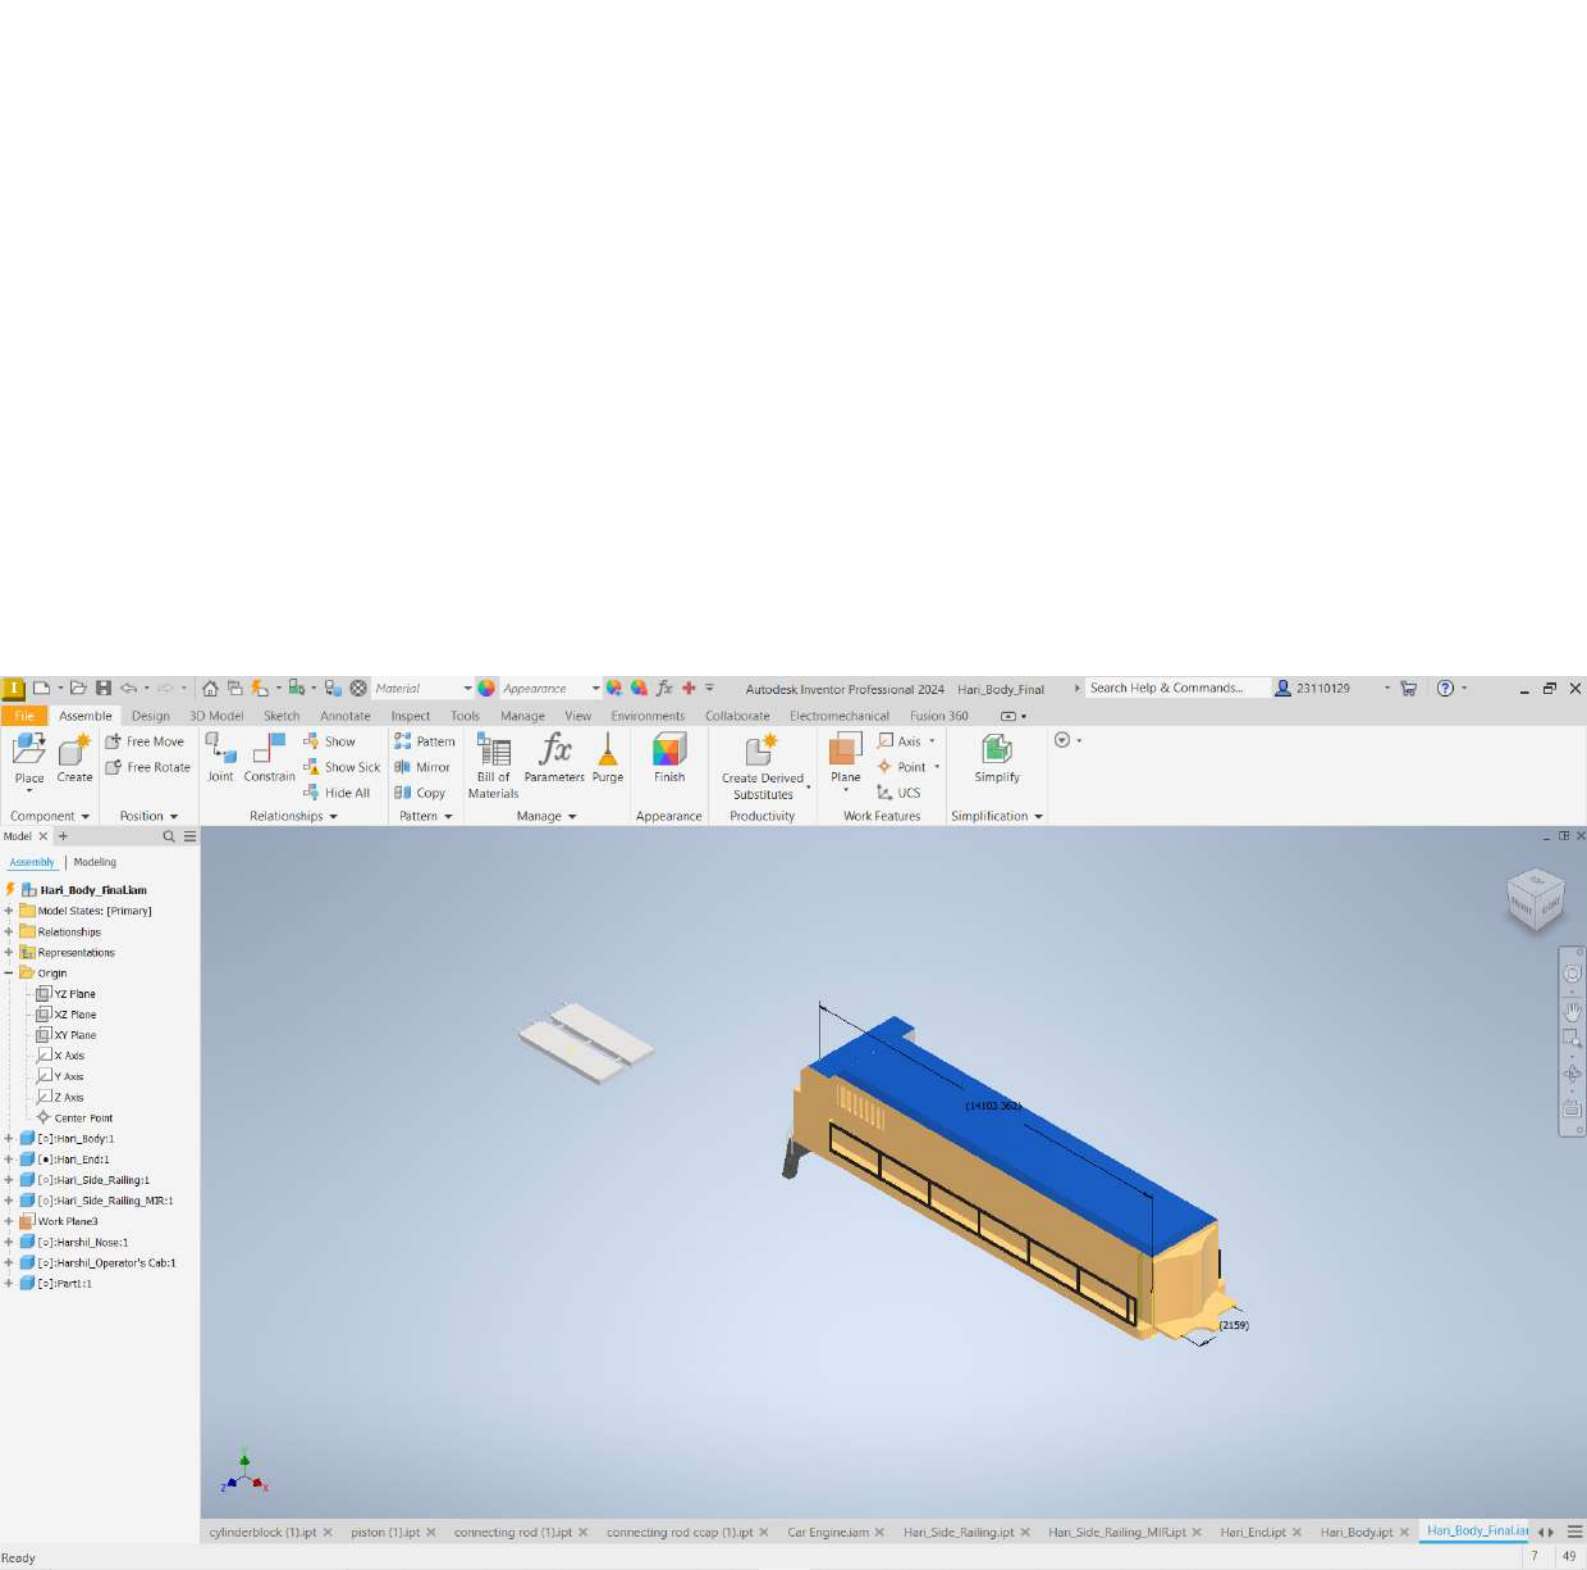 Material
Appearance
Autodesk Inventor Professional 2024 Hari_Body_Final
Search Help & Commands...
23110129
File Assemble Design 3D Model Sketch Annotate Inspect Tools Manage View Environments Collaborate Electromechanical Fusion 360
Place Create
Free Move
Free Rotate
Joint Constrain
Show
Show Sick
Hide All
Pattern
Mirror
Copy
Bill of Materials
Parameters Purge
Finish
Create Derived
Substitutes
Plane
Axis
Point
UCS
Simplify
Component Position Relationships Pattern Manage Appearance Productivity Work Features Simplification
Model
Assembly | Modeling
Hari_Body_Final.iam
Model States: [Primary]
Relationships
Representations
Origin
YZ Plane
XZ Plane
XY Plane
X Axis
Y Axis
Z Axis
Center Point
[o]:Hari_Body:1
[●]:Hari_End:1
[o]:Hari_Side_Railing:1
[o]:Hari_Side_Railing_MIR:1
Work Plane3
[o]:Harshil_Nose:1
[o]:Harshil_Operator's Cab:1
[o]:Part1:1
(14103.362)
(2159)
Z X
cylinderblock (1).ipt piston (1).ipt connecting rod (1).ipt connecting rod ccap (1).ipt Car Engine.iam Hari_Side_Railing.ipt Hari_Side_Railing_MIR.ipt Hari_End.ipt Hari_Body.ipt Hari_Body_Final.ia
Ready
7 49